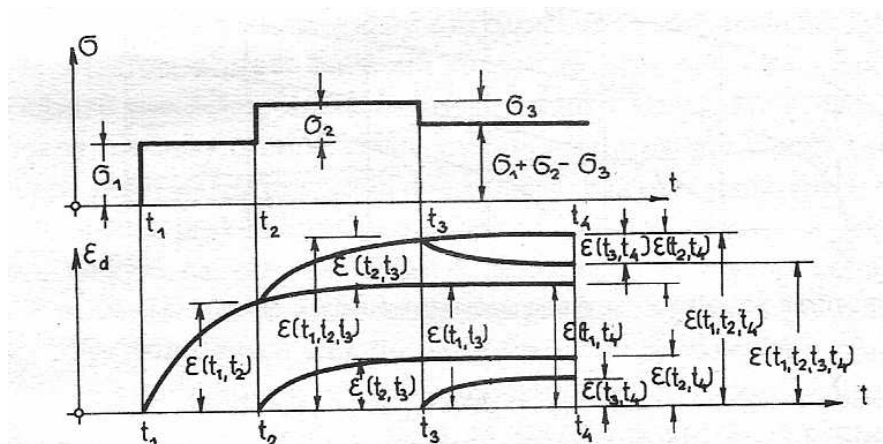 σ
σ₁
σ₂
σ₃
σ₁ + σ₂ - σ₃
t
t₁
t₂
t₃
t₄
ε_d
ε(t₁,t₂)
ε(t₂,t₃)
ε(t₁,t₂,t₃)
ε(t₂,t₃)
ε(t₁,t₃)
ε(t₁,t₄)
ε(t₃,t₄)
ε(t₂,t₄)
ε(t₃,t₄)
ε(t₂,t₄)
ε(t₁,t₂,t₄)
ε(t₁,t₂,t₃,t₄)
t
t₁
t₂
t₃
t₄